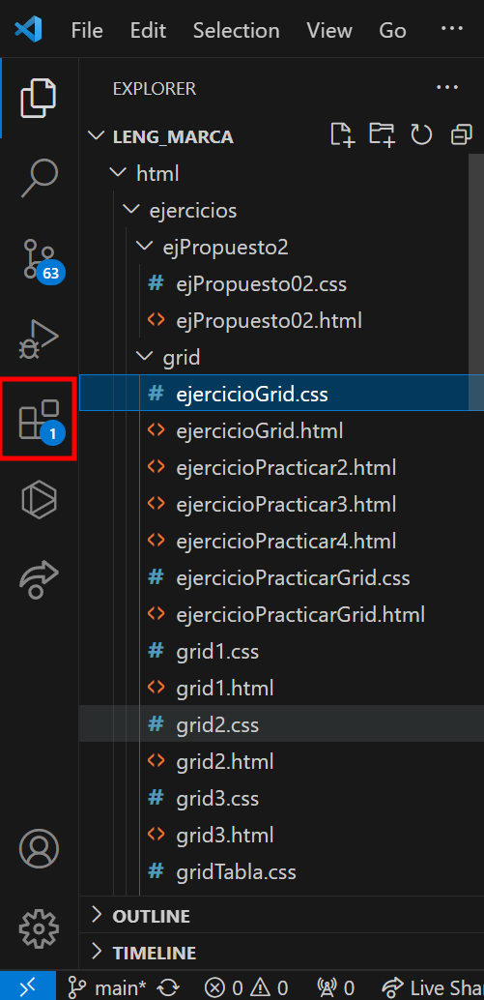 File Edit Selection View Go ···
EXPLORER ···
LENG_MARCA
html
ejercicios
ejPropuesto2
# ejPropuesto02.css
<> ejPropuesto02.html
grid
# ejercicioGrid.css
<> ejercicioGrid.html
<> ejercicioPracticar2.html
<> ejercicioPracticar3.html
<> ejercicioPracticar4.html
# ejercicioPracticarGrid.css
<> ejercicioPracticarGrid.html
# grid1.css
<> grid1.html
# grid2.css
<> grid2.html
# grid3.css
<> grid3.html
# gridTabla.css
63
1
OUTLINE
TIMELINE
main* 0 0 0 Live Sha